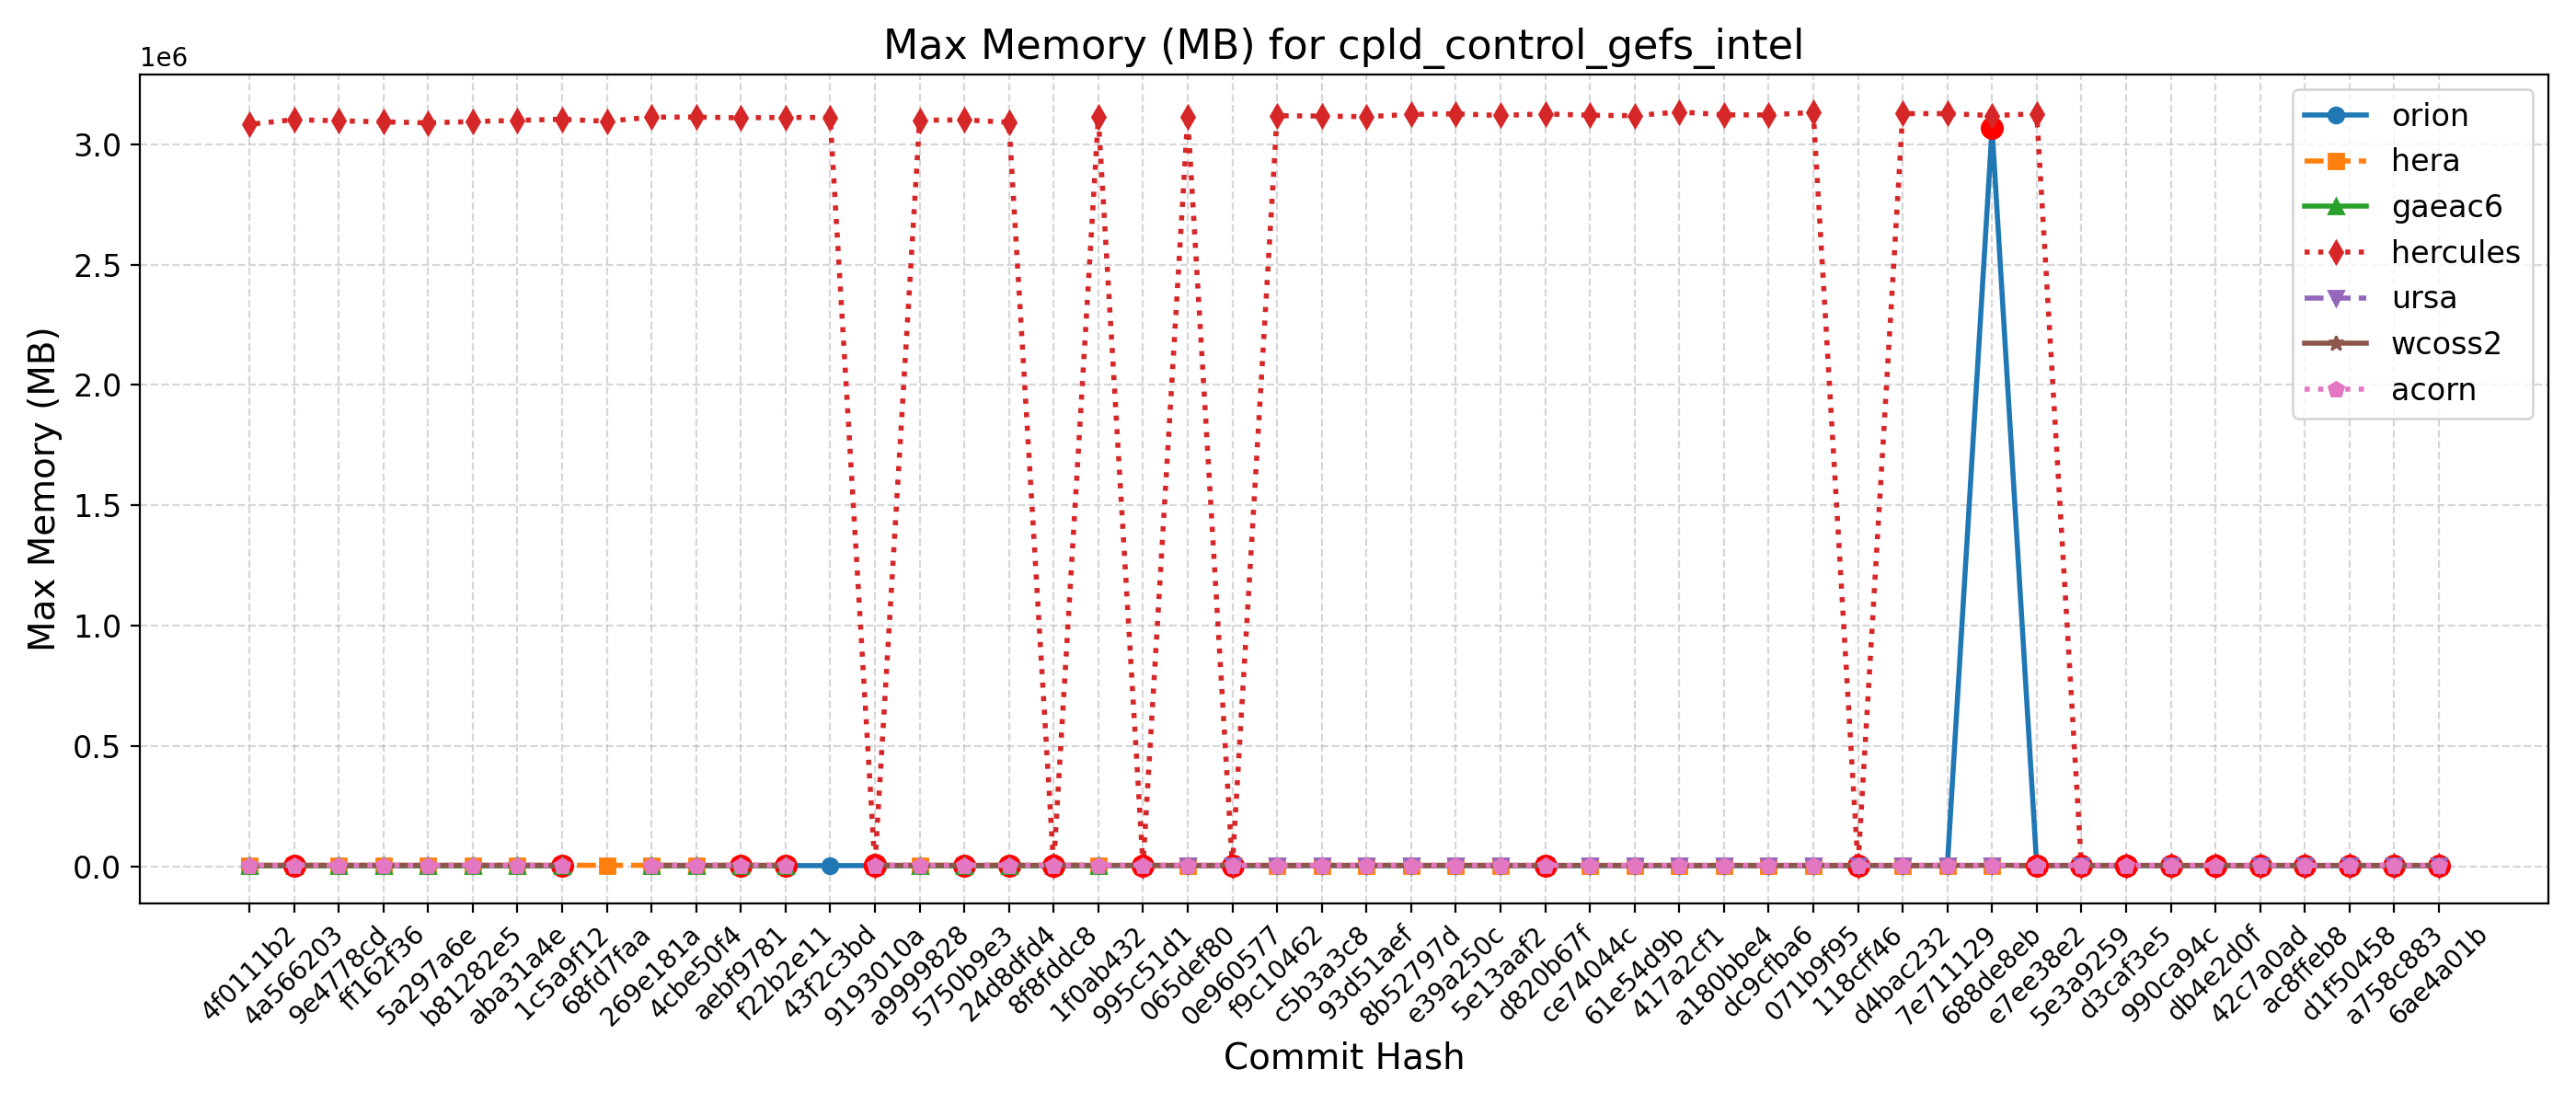 Max Memory (MB) for cpld_control_gefs_intel
1e6
3.0
2.5
2.0
1.5
1.0
0.5
0.0
Max Memory (MB)
orion
hera
gaeac6
hercules
ursa
wcoss2
acorn
4f0111b2
4a566203
9e4778cd
ff162f36
5a297a6e
b81282e5
aba31a4e
1c5a9f12
68fd7faa
269e181a
4cbe50f4
aebf9781
f22b2e11
43f2c3bd
9193010a
a9999828
5750b9e3
24d8dfd4
8f8fddc8
1f0ab432
995c51d1
065def80
0e960577
f9c10462
c5b3a3c8
93d51aef
8b52797d
e39a250c
5e13aaf2
d820b67f
ce74044c
61e54d9b
417a2cf1
a180bbe4
dc9cfba6
071b9f95
118cff46
d4bac232
7e711129
688de8eb
e7ee38e2
5e3a9259
d3caf3e5
990ca94c
db4e2d0f
42c7a0ad
ac8ffeb8
d1f50458
a758c883
6ae4a01b
Commit Hash